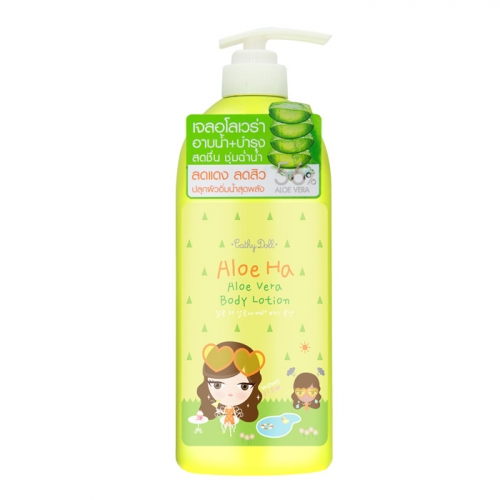 เจลอโลเวร่า
อาบน้ำ+บำรุง
สดชื่น ชุ่มฉ่ำน้ำ
ลดแดง ลดสิว
ปลุกผิวอิ่มน้ำสุดพลัง
ALOE VERA
Cathy Doll
Aloe Ha
Aloe Vera
Body Lotion